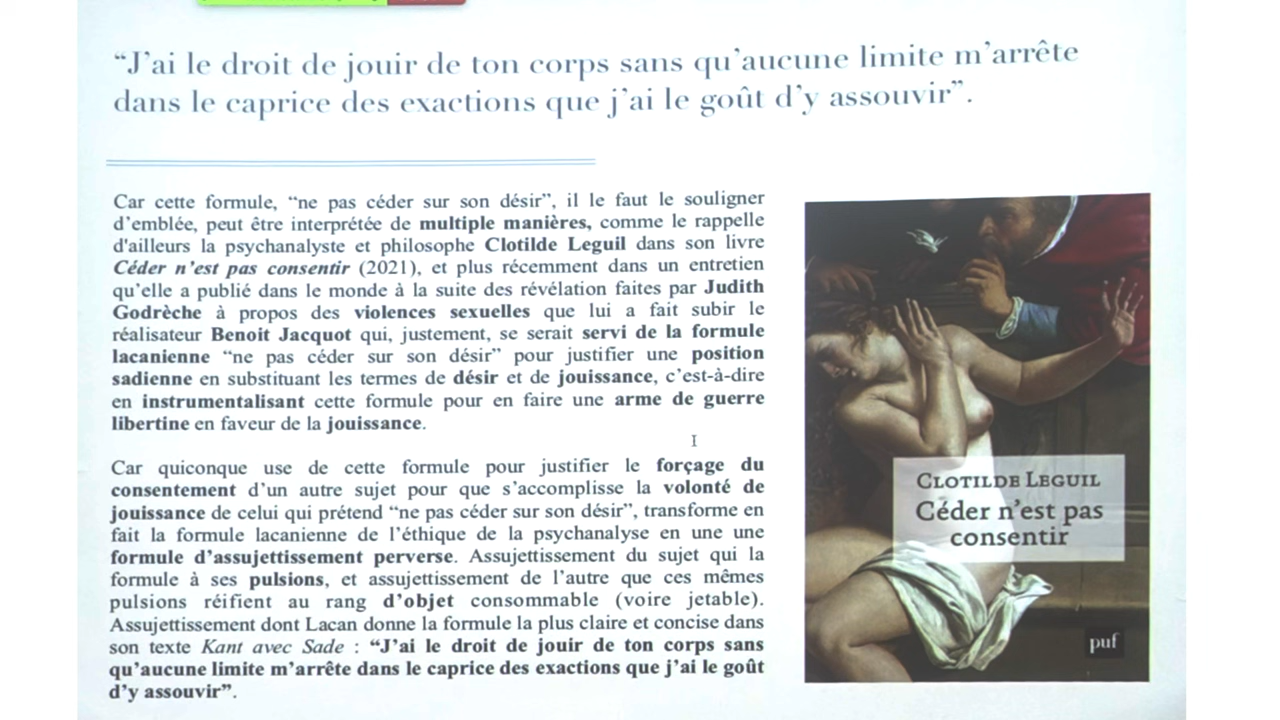 “J’ai le droit de jouir de ton corps sans qu’aucune limite m’arrête
dans le caprice des exactions que j’ai le goût d’y assouvir”.
Car cette formule, “ne pas céder sur son désir”, il le faut le souligner
d’emblée, peut être interprétée de multiple manières, comme le rappelle
d'ailleurs la psychanalyste et philosophe Clotilde Leguil dans son livre
Céder n’est pas consentir (2021), et plus récemment dans un entretien
qu’elle a publié dans le monde à la suite des révélation faites par Judith
Godrèche à propos des violences sexuelles que lui a fait subir le
réalisateur Benoit Jacquot qui, justement, se serait servi de la formule
lacanienne “ne pas céder sur son désir” pour justifier une position
sadienne en substituant les termes de désir et de jouissance, c’est-à-dire
en instrumentalisant cette formule pour en faire une arme de guerre
libertine en faveur de la jouissance.
Car quiconque use de cette formule pour justifier le forçage du
consentement d’un autre sujet pour que s’accomplisse la volonté de
jouissance de celui qui prétend “ne pas céder sur son désir”, transforme en
fait la formule lacanienne de l’éthique de la psychanalyse en une une
formule d’assujettissement perverse. Assujettissement du sujet qui la
formule à ses pulsions, et assujettissement de l’autre que ces mêmes
pulsions réifient au rang d’objet consommable (voire jetable).
Assujettissement dont Lacan donne la formule la plus claire et concise dans
son texte Kant avec Sade : “J’ai le droit de jouir de ton corps sans
qu’aucune limite m’arrête dans le caprice des exactions que j’ai le goût
d’y assouvir”.
CLOTILDE LEGUIL
Céder n’est pas
consentir
puf